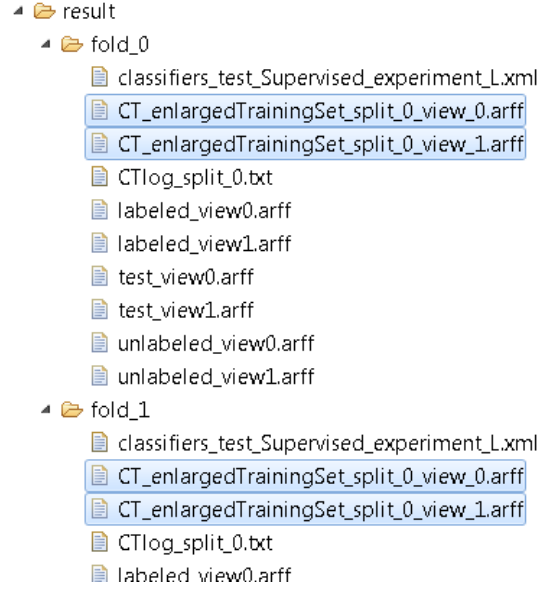 result
fold_0
classifiers_test_Supervised_experiment_L.xml
CT_enlargedTrainingSet_split_0_view_0.arff
CT_enlargedTrainingSet_split_0_view_1.arff
CTlog_split_0.txt
labeled_view0.arff
labeled_view1.arff
test_view0.arff
test_view1.arff
unlabeled_view0.arff
unlabeled_view1.arff
fold_1
classifiers_test_Supervised_experiment_L.xml
CT_enlargedTrainingSet_split_0_view_0.arff
CT_enlargedTrainingSet_split_0_view_1.arff
CTlog_split_0.txt
labeled_view0.arff